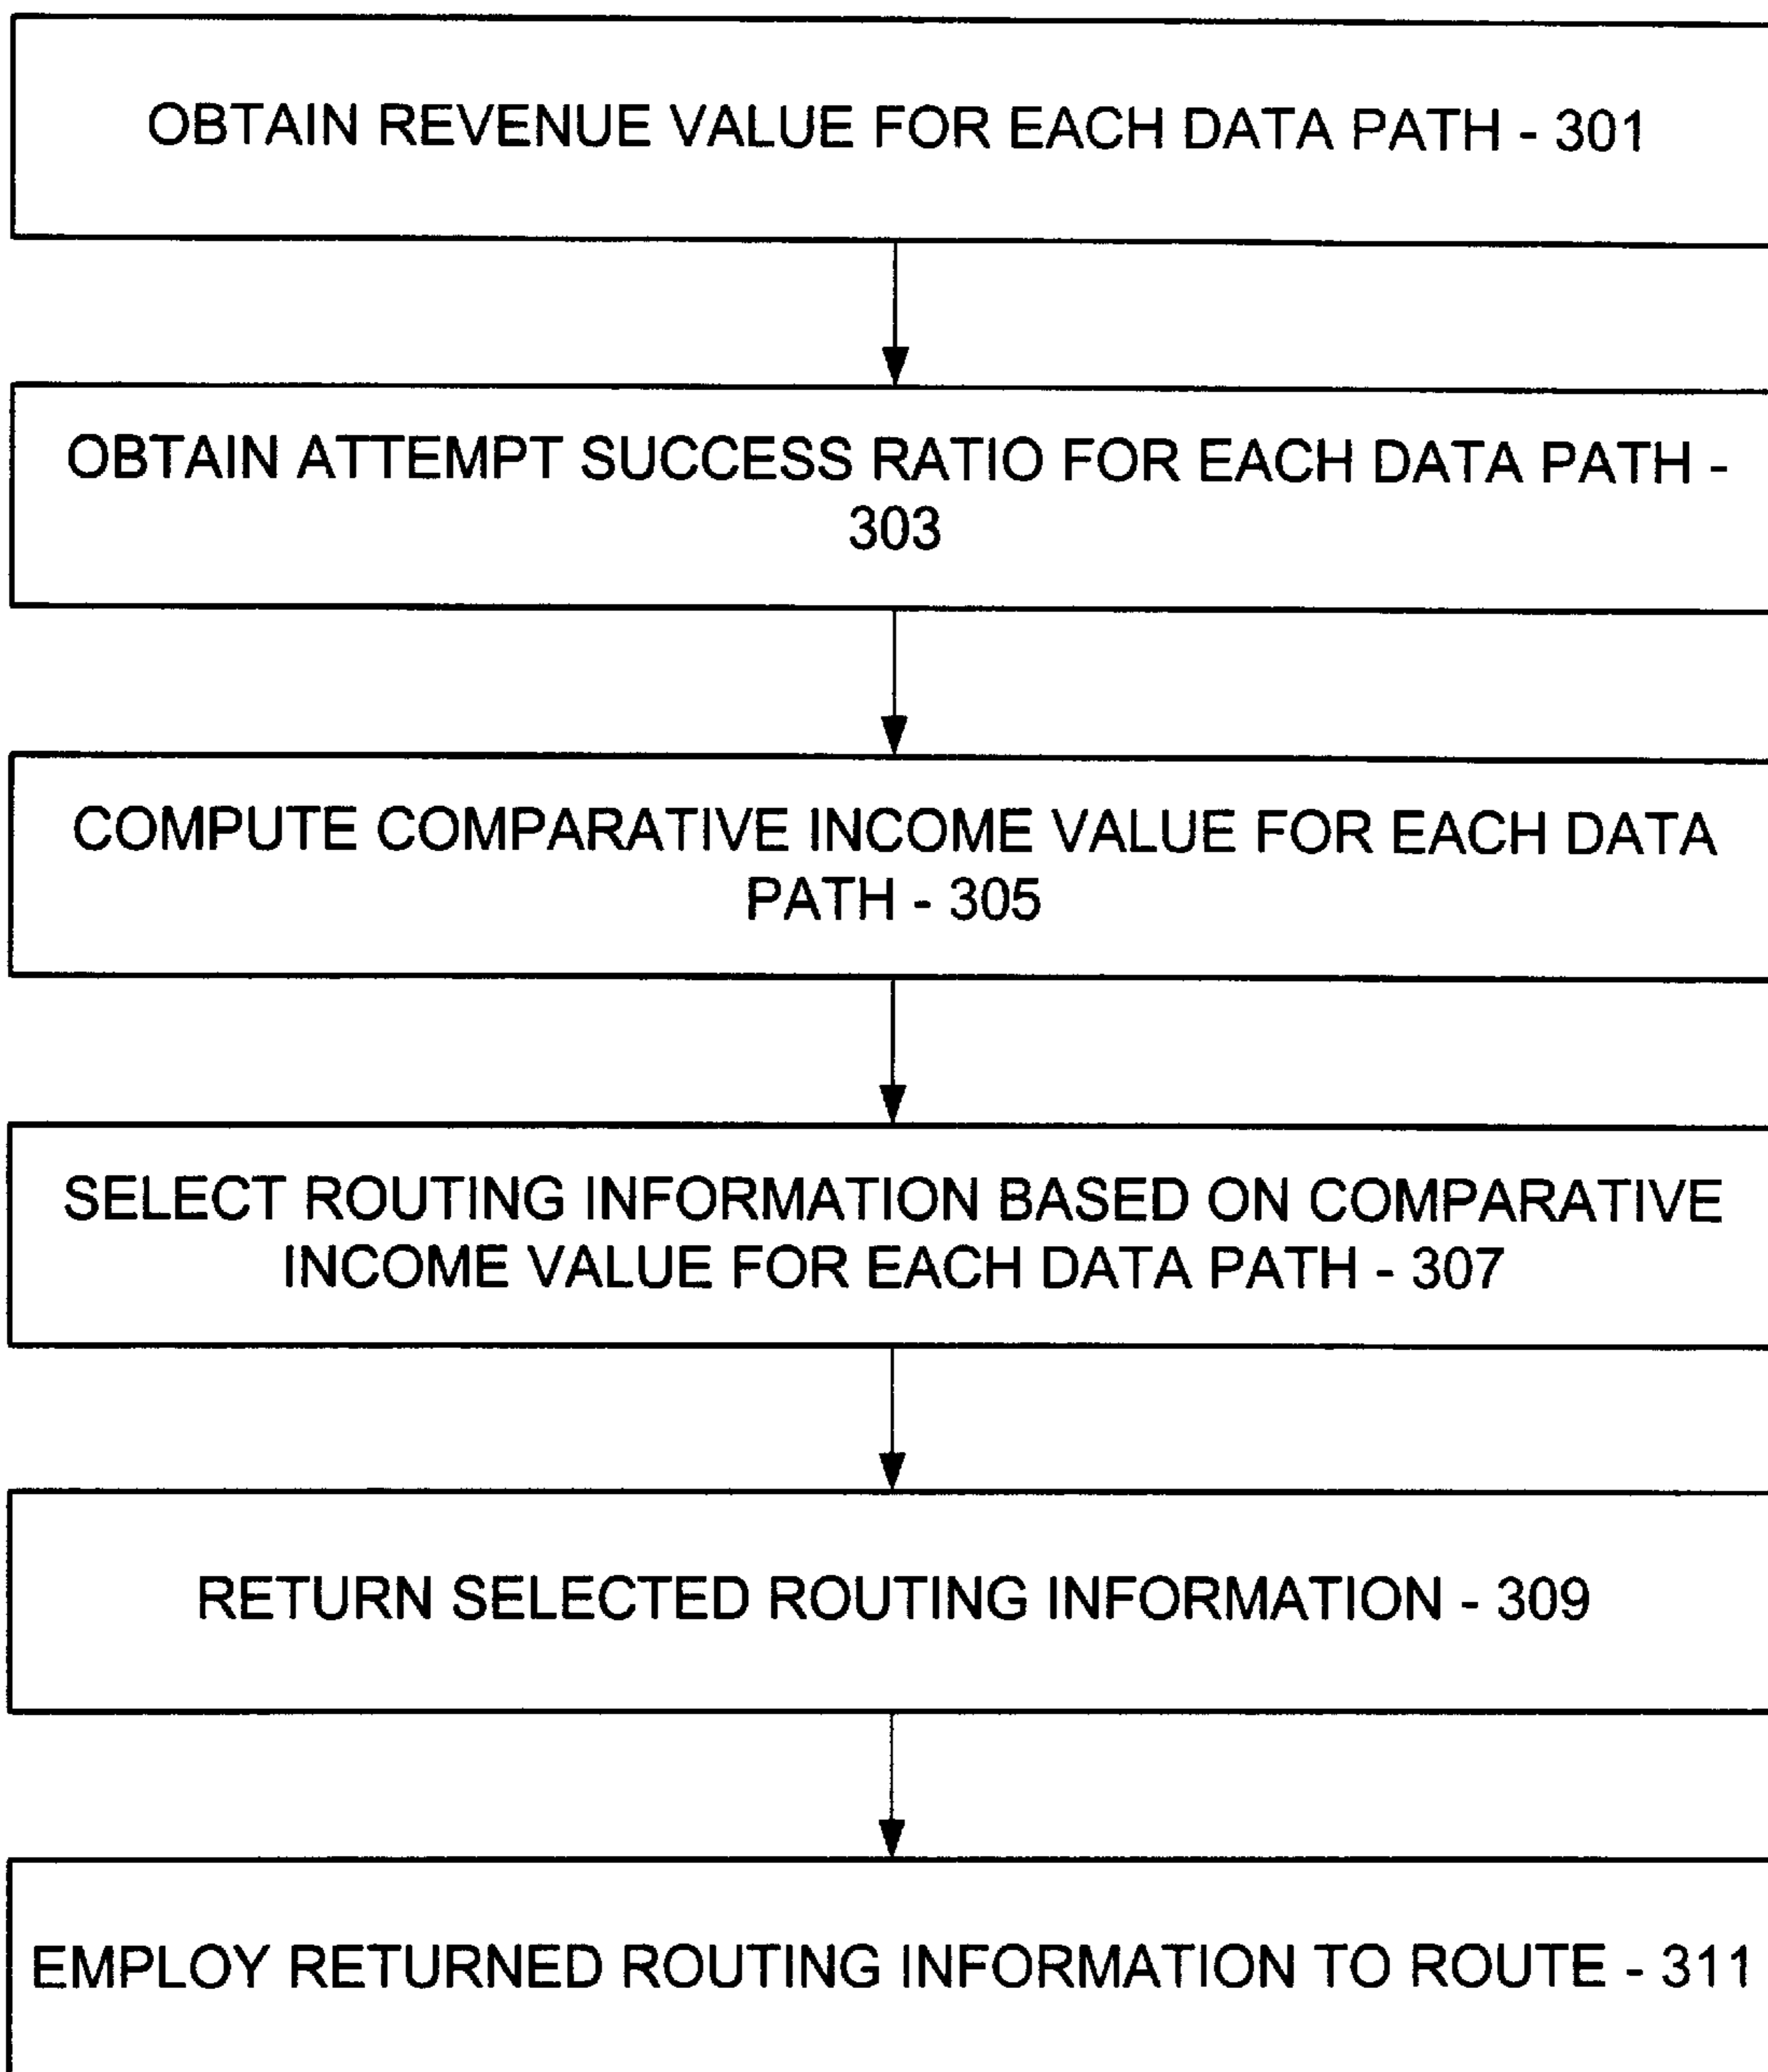 OBTAIN REVENUE VALUE FOR EACH DATA PATH - 301
OBTAIN ATTEMPT SUCCESS RATIO FOR EACH DATA PATH -
303
COMPUTE COMPARATIVE INCOME VALUE FOR EACH DATA
PATH - 305
SELECT ROUTING INFORMATION BASED ON COMPARATIVE
INCOME VALUE FOR EACH DATA PATH - 307
RETURN SELECTED ROUTING INFORMATION - 309
EMPLOY RETURNED ROUTING INFORMATION TO ROUTE - 311